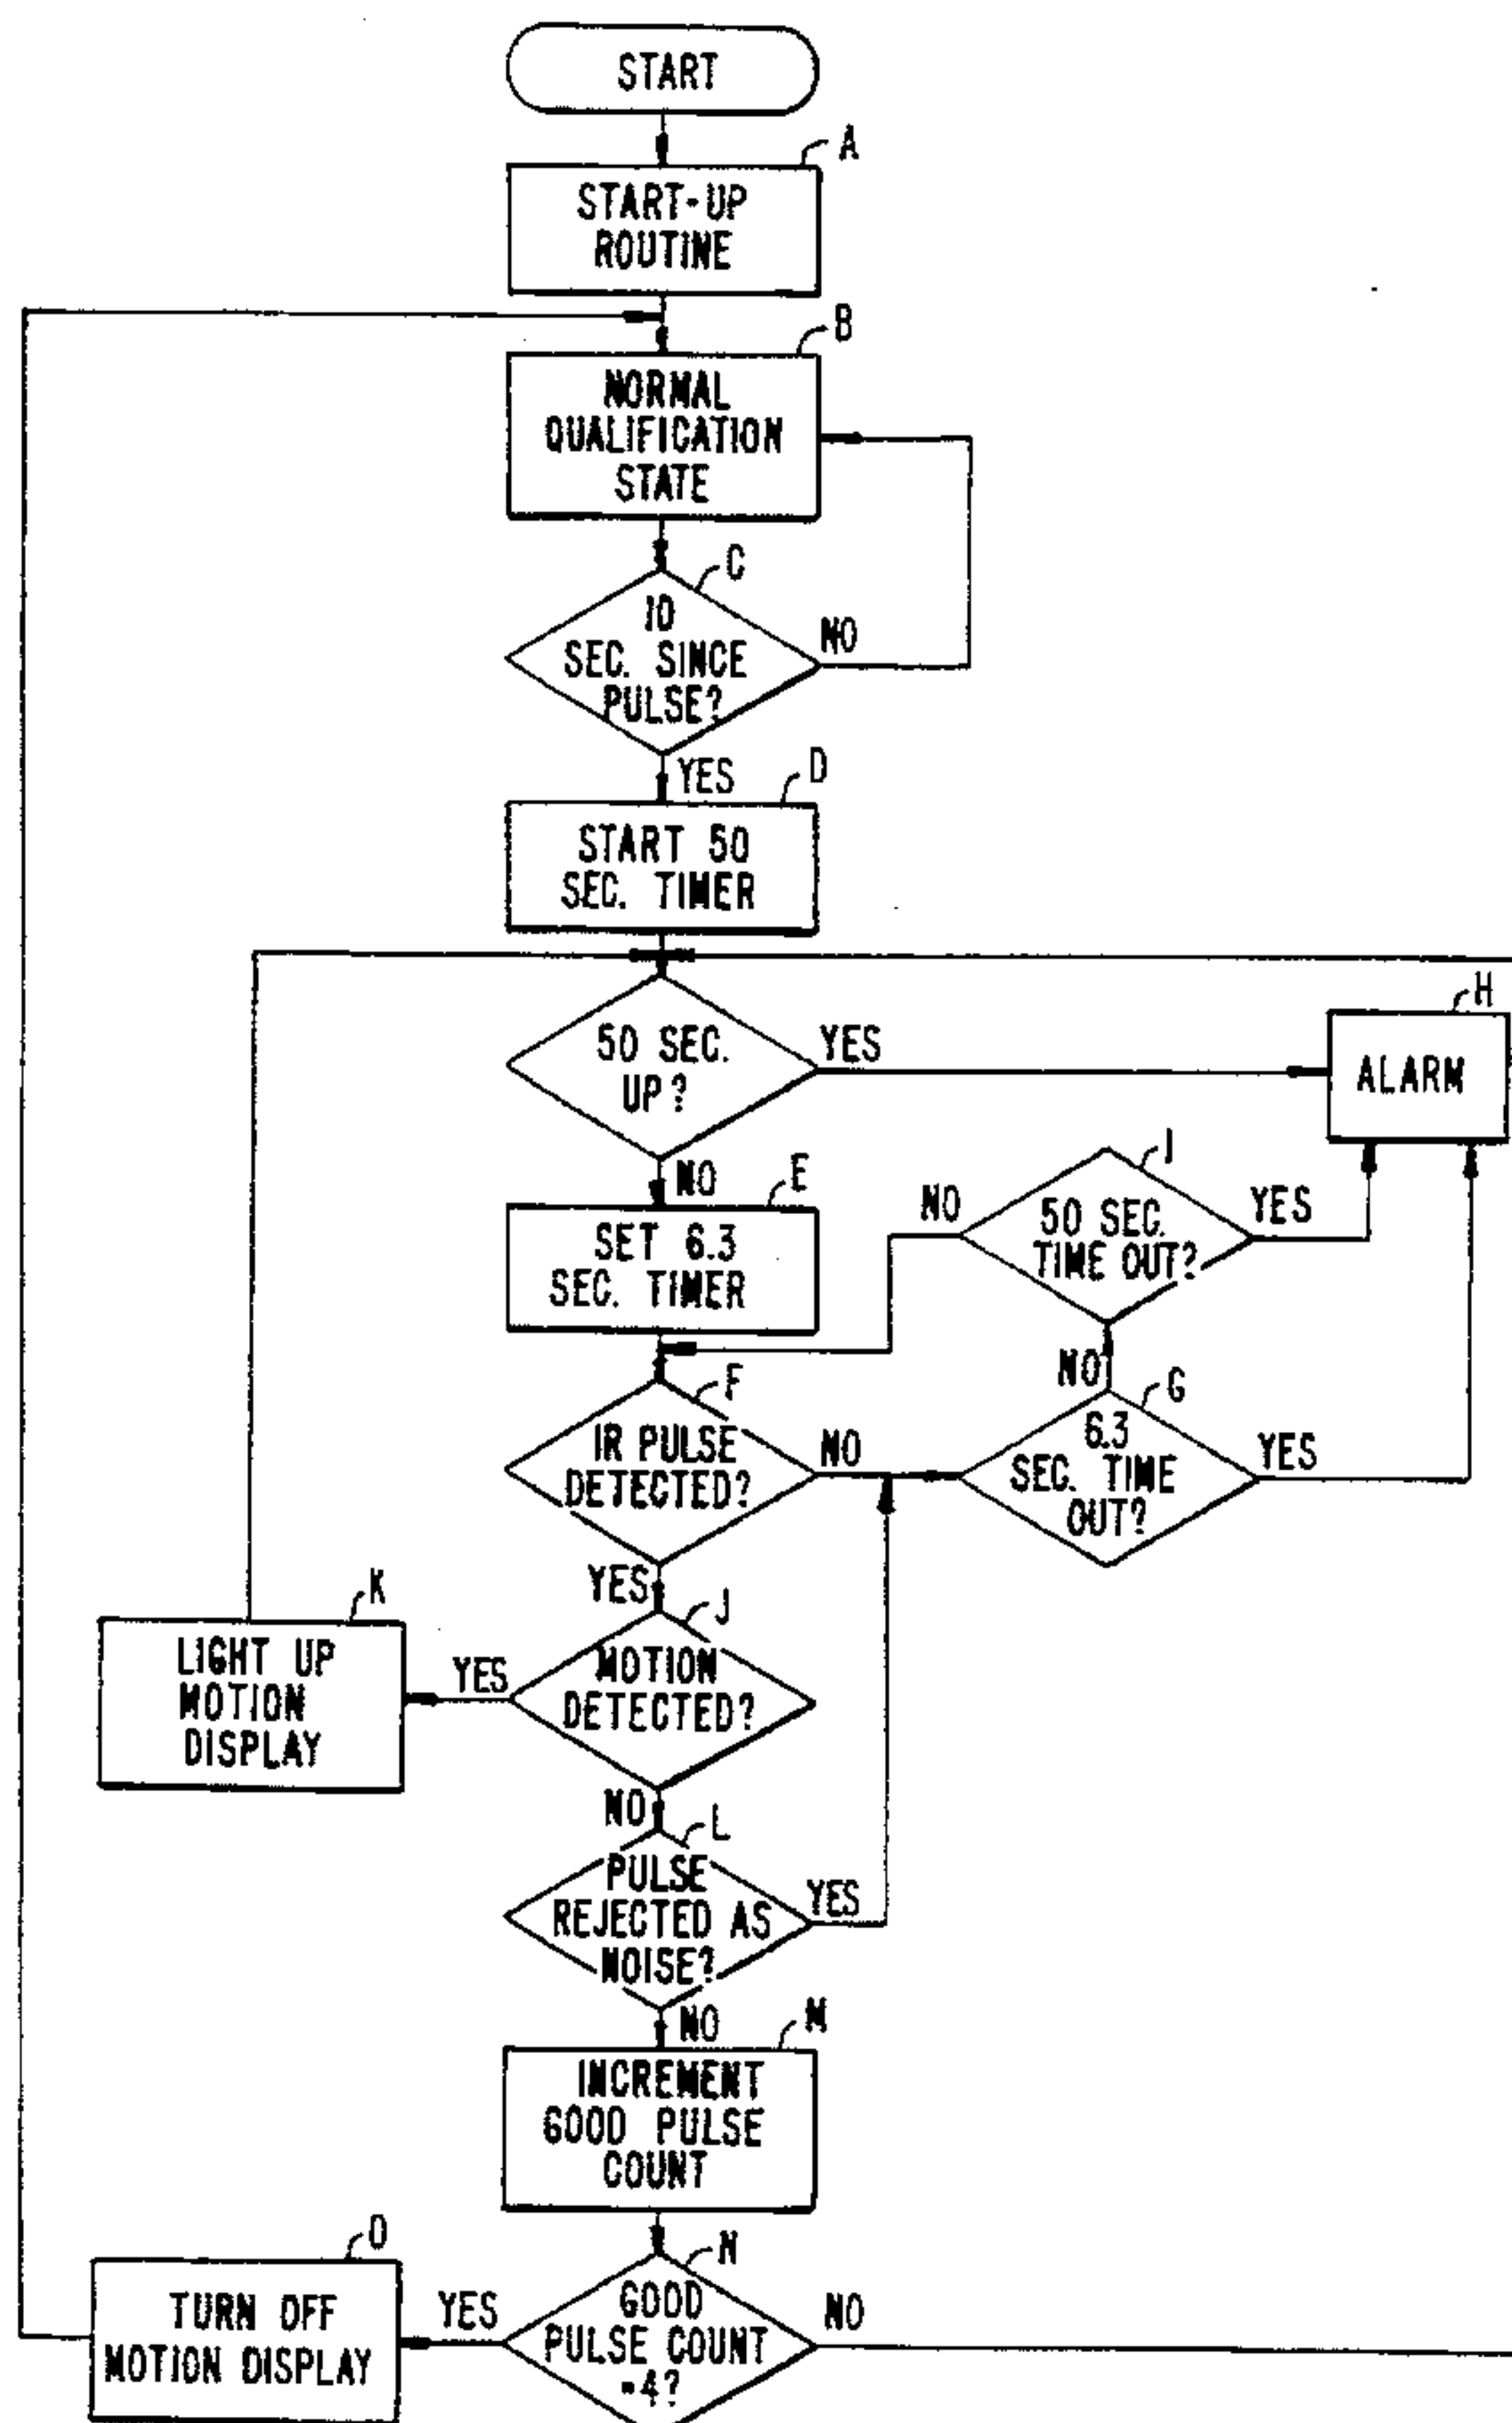 START
A
START-UP
ROUTINE
B
NORMAL
QUALIFICATION
STATE
C
10
SEC. SINCE
PULSE?
NO
YES
D
START 50
SEC. TIMER
50 SEC.
UP?
YES
H
ALARM
NO
E
SET 6.3
SEC. TIMER
I
50 SEC.
TIME OUT?
NO
YES
F
IR PULSE
DETECTED?
NO
NO
G
6.3
SEC. TIME
OUT?
YES
YES
J
MOTION
DETECTED?
YES
K
LIGHT UP
MOTION
DISPLAY
NO
L
PULSE
REJECTED AS
NOISE?
YES
NO
M
INCREMENT
GOOD PULSE
COUNT
N
GOOD
PULSE COUNT
=4?
YES
NO
O
TURN OFF
MOTION DISPLAY